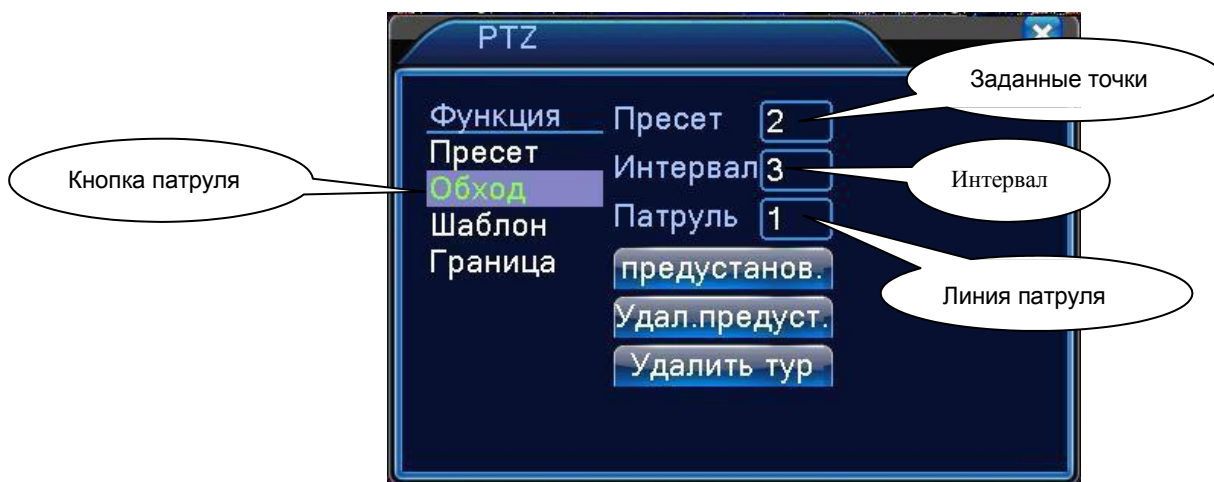 PTZ
Заданные точки
Функция
Пресет 2
Пресет
Интервал 3
Интервал
Кнопка патруля
Обход
Шаблон
Патруль 1
Граница
предустанов.
Линия патруля
Удал.предуст.
Удалить тур